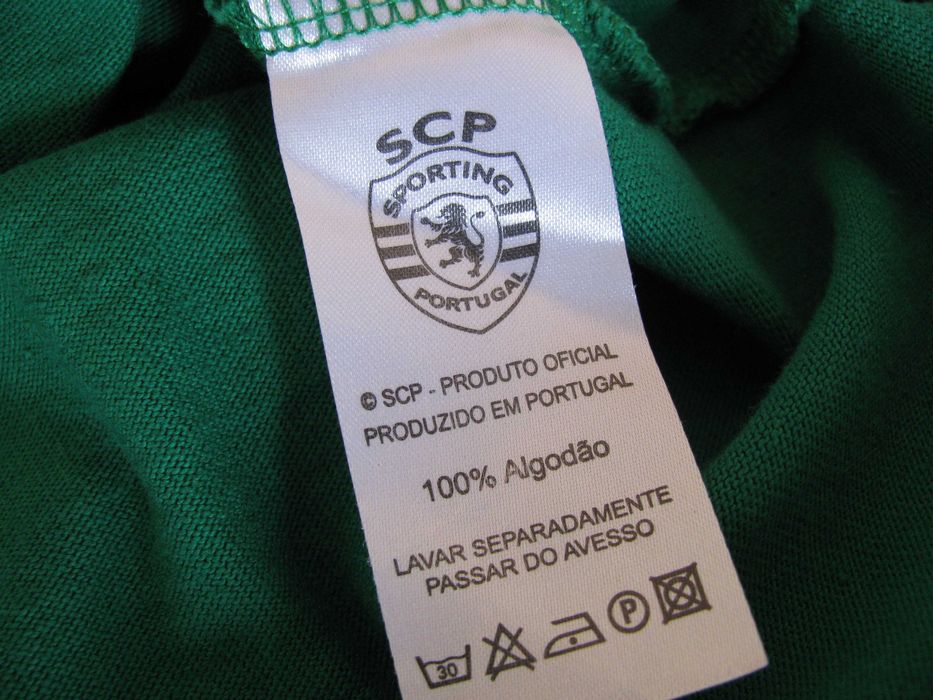 SCP
SPORTING
PORTUGAL
© SCP - PRODUTO OFICIAL
PRODUZIDO EM PORTUGAL
100% Algodão
LAVAR SEPARADAMENTE
PASSAR DO AVESSO
30 P